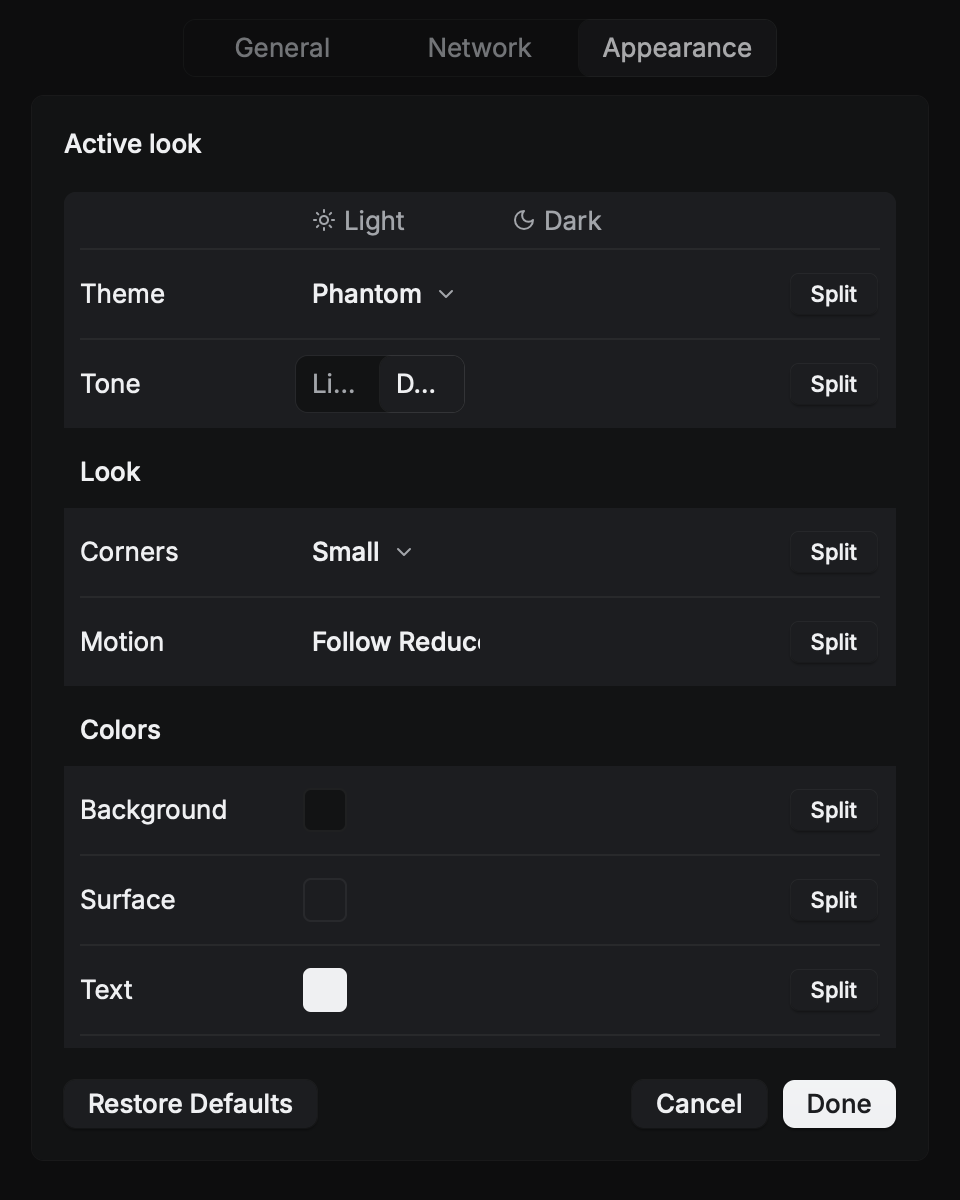 General Network Appearance
Active look
Light Dark
Theme Phantom Split
Tone Li... D... Split
Look
Corners Small Split
Motion Follow Reduc Split
Colors
Background Split
Surface Split
Text Split
Restore Defaults Cancel Done